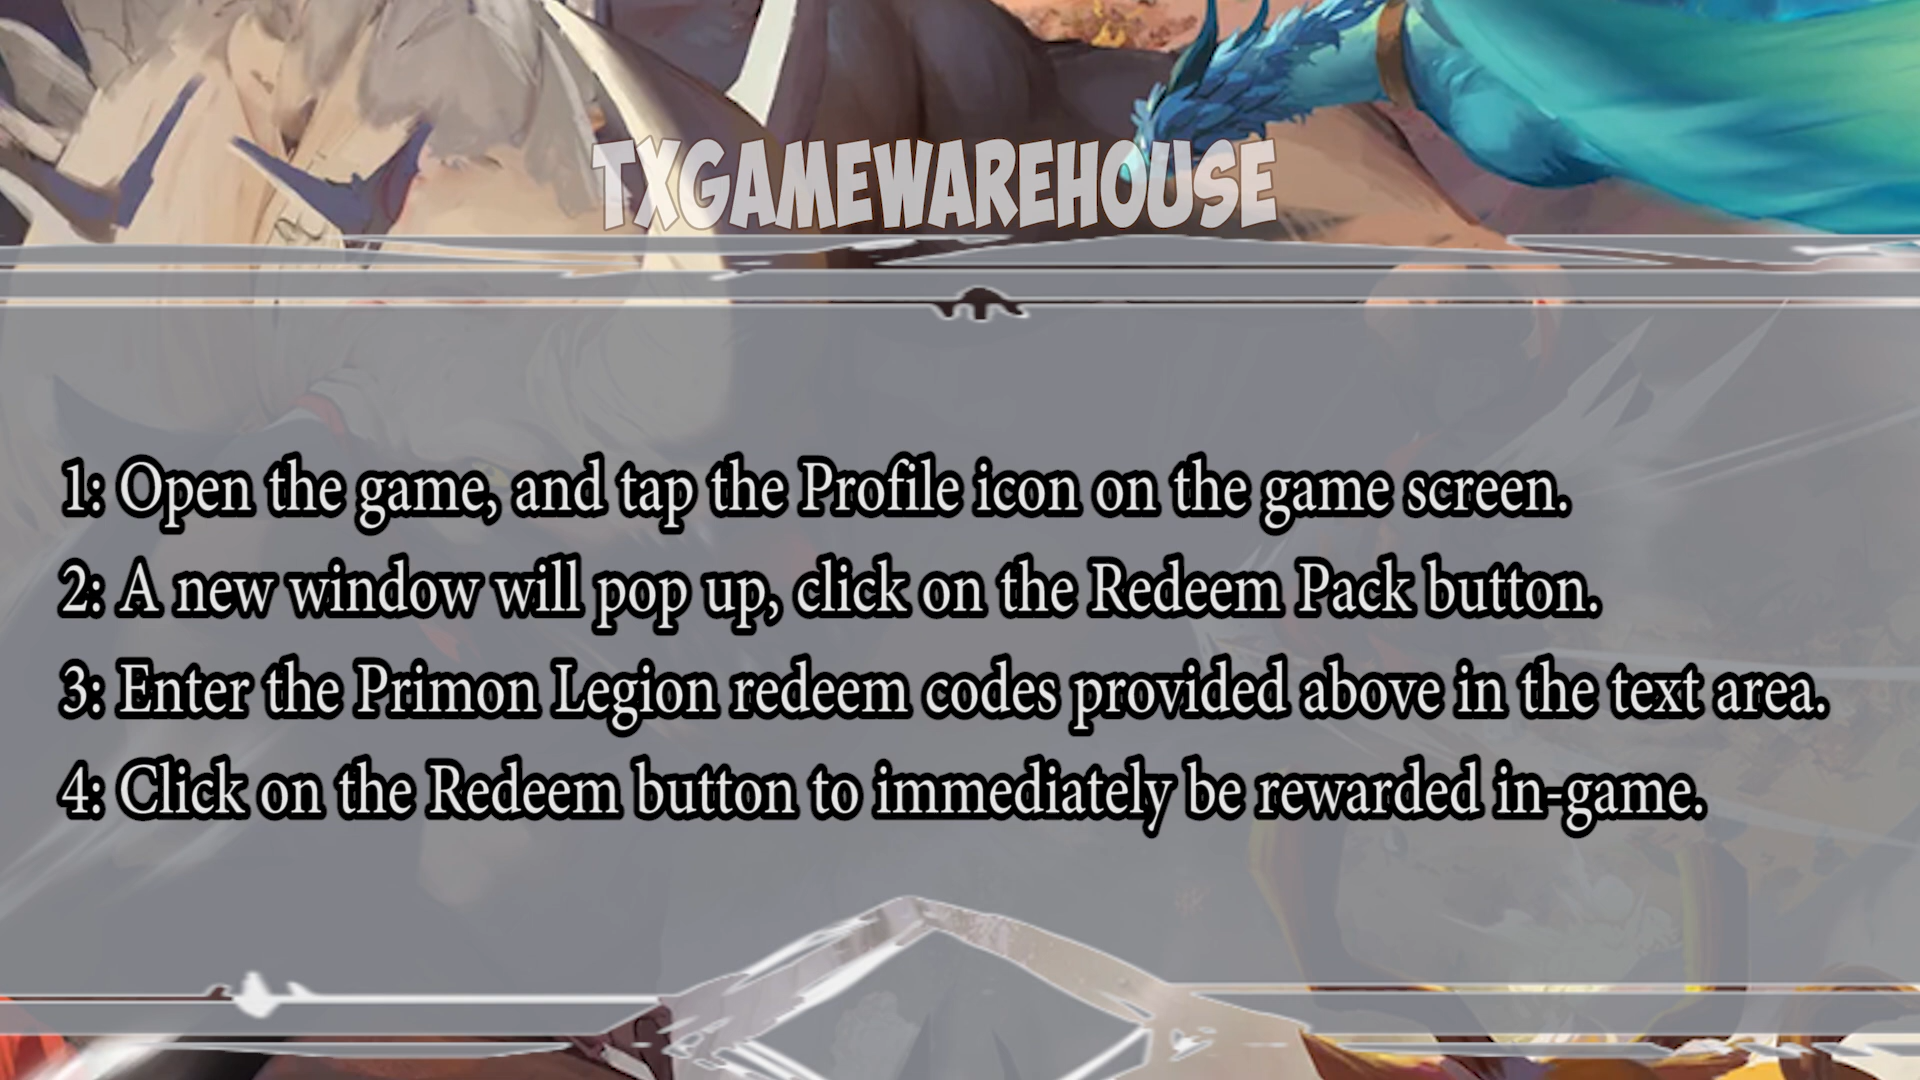 TXGAMEWAREHOUSE
1: Open the game, and tap the Profile icon on the game screen.
2: A new window will pop up, click on the Redeem Pack button.
3: Enter the Primon Legion redeem codes provided above in the text area.
4: Click on the Redeem button to immediately be rewarded in-game.